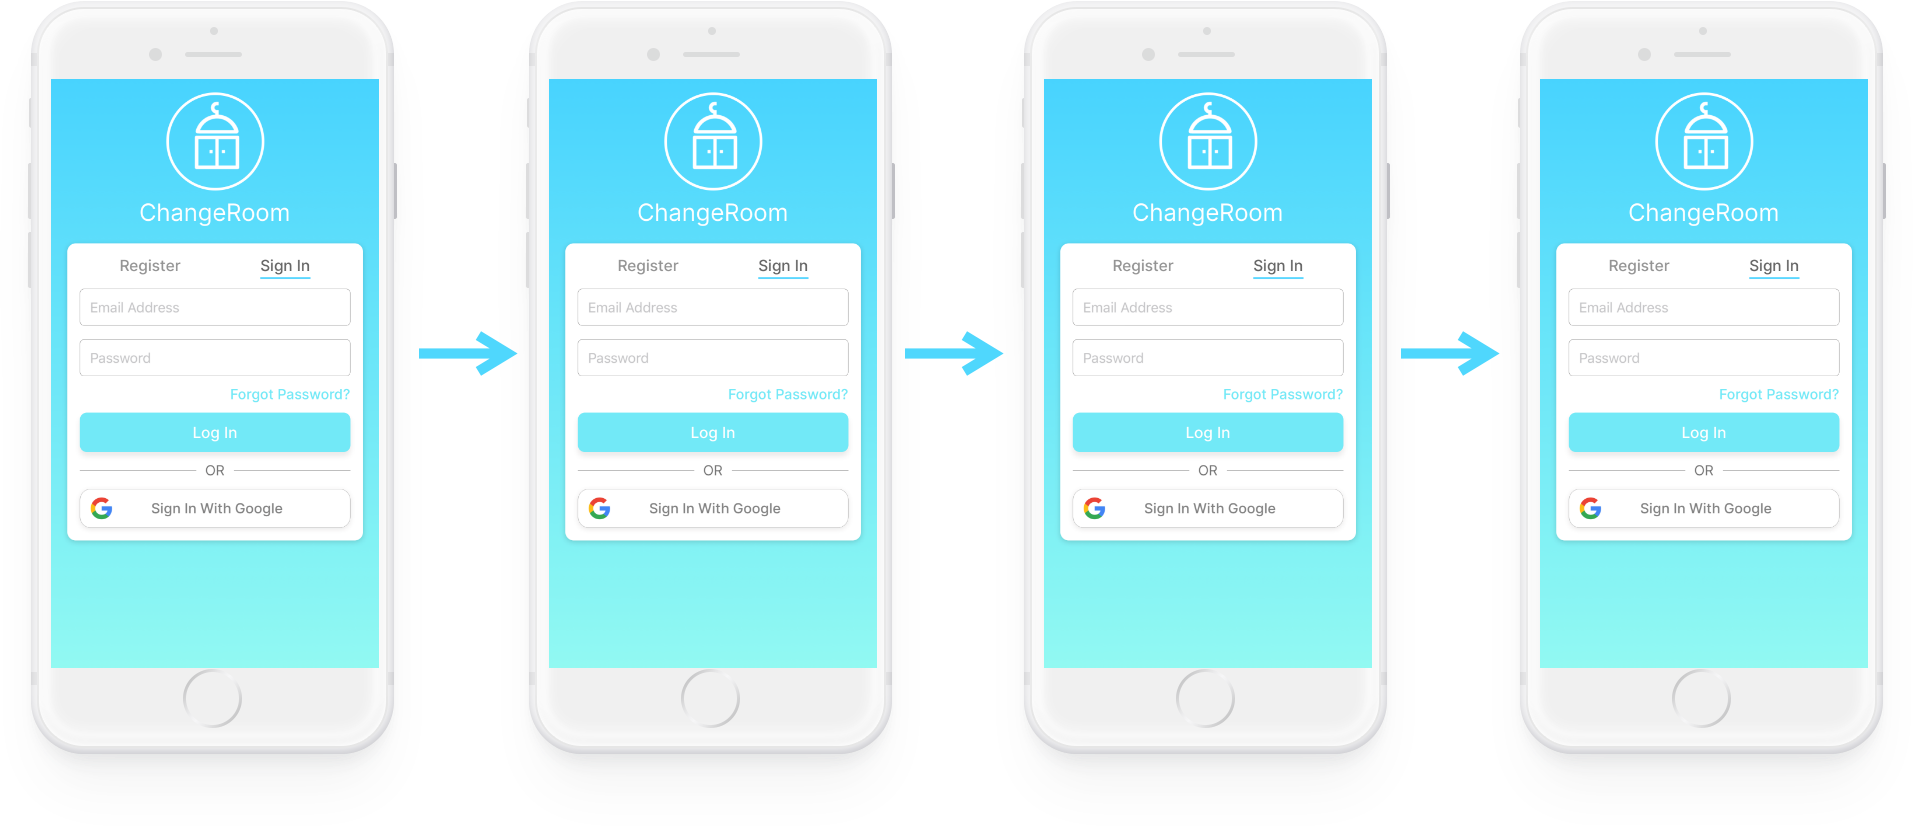 ChangeRoom
Register Sign In
Email Address
Password
Forgot Password?
Log In
OR
Sign In With Google
ChangeRoom
Register Sign In
Email Address
Password
Forgot Password?
Log In
OR
Sign In With Google
ChangeRoom
Register Sign In
Email Address
Password
Forgot Password?
Log In
OR
Sign In With Google
ChangeRoom
Register Sign In
Email Address
Password
Forgot Password?
Log In
OR
Sign In With Google